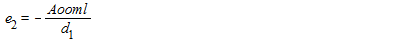 e₂ = - Aooml / d₁